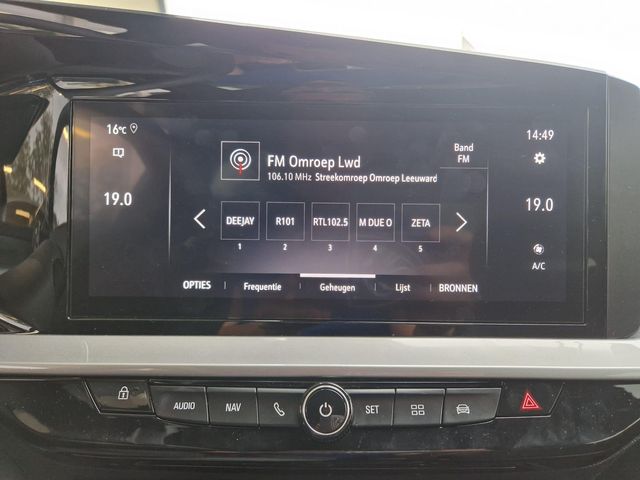 16°C
14:49
FM Omroep Lwd
106.10 MHz Streekomroep Omroep Leeuward
Band
FM
19.0
19.0
DEEJAY
R101
RTL102.5
M DUE O
ZETA
1
2
3
4
5
A/C
OPTIES
Frequentie
Geheugen
Lijst
BRONNEN
AUDIO
NAV
SET